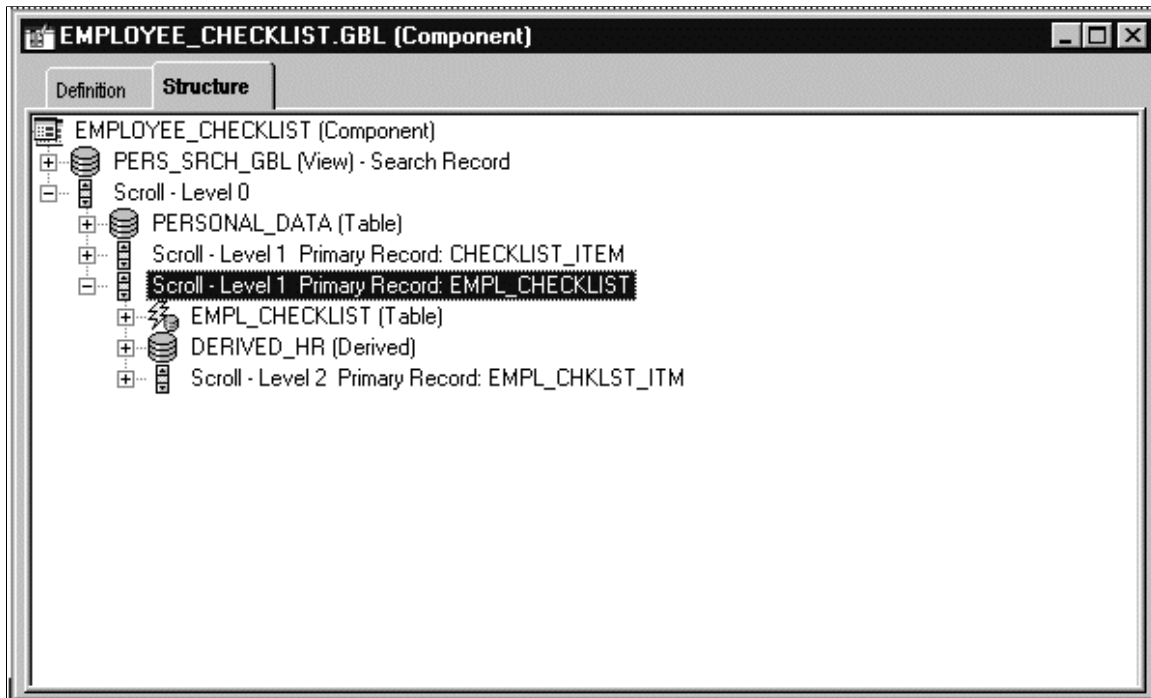 EMPLOYEE_CHECKLIST.GBL (Component)
Definition Structure
EMPLOYEE_CHECKLIST (Component)
PERS_SRCH_GBL (View) - Search Record
Scroll - Level 0
PERSONAL_DATA (Table)
Scroll - Level 1 Primary Record: CHECKLIST_ITEM
Scroll - Level 1 Primary Record: EMPL_CHECKLIST
EMPL_CHECKLIST (Table)
DERIVED_HR (Derived)
Scroll - Level 2 Primary Record: EMPL_CHKLST_ITM